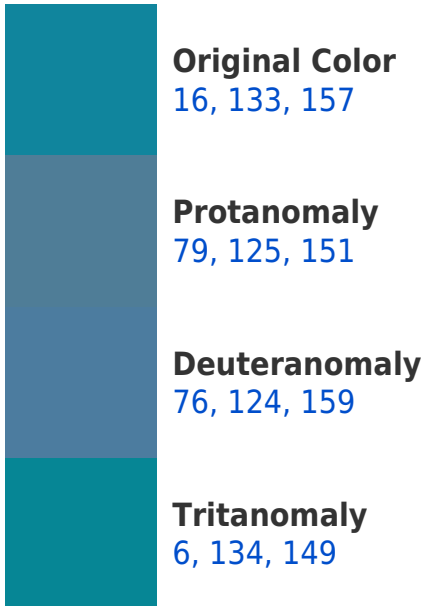 Original Color
16, 133, 157
Protanomaly
79, 125, 151
Deuteranomaly
76, 124, 159
Tritanomaly
6, 134, 149